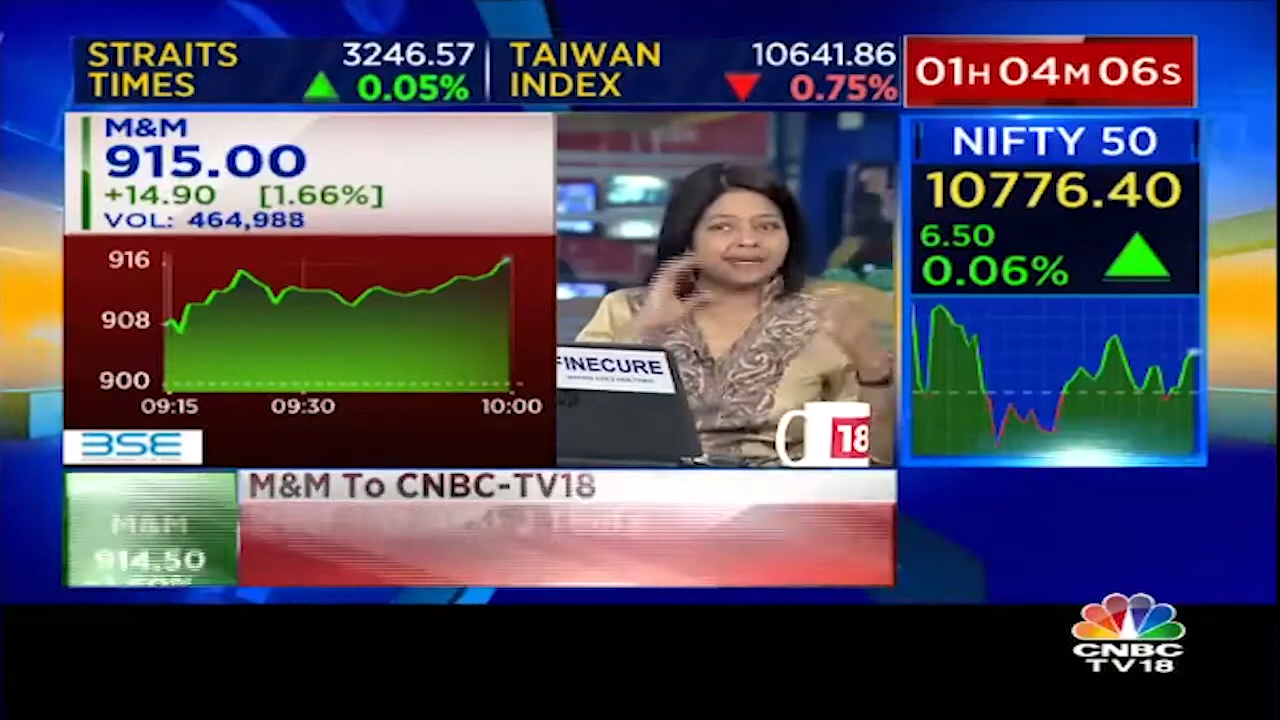 STRAITS TIMES
3246.57
0.05%
TAIWAN INDEX
10641.86
0.75%
01H 04M 06S
M&M
915.00
+14.90 [1.66%]
VOL: 464,988
916
908
900
09:15 09:30 10:00
BSE
FINECURE
18
NIFTY 50
10776.40
6.50
0.06%
M&M To CNBC-TV18
M&M
914.50
CNBC
TV18